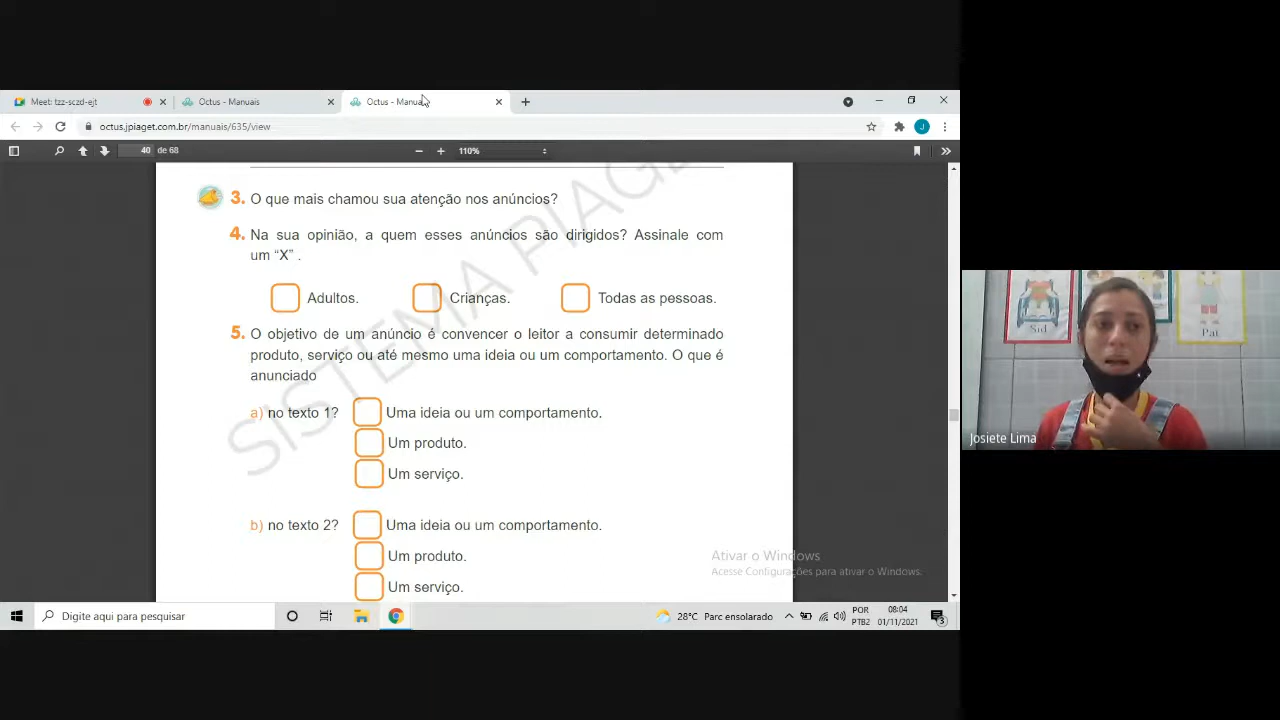 Meet: tzz-sczd-ejt
Octus - Manuais
Octus - Manuais
octus.jpiaget.com.br/manuais/635/view
40 de 68
110%
3. O que mais chamou sua atenção nos anúncios?
4. Na sua opinião, a quem esses anúncios são dirigidos? Assinale com
um “X” .
Adultos. Crianças. Todas as pessoas.
5. O objetivo de um anúncio é convencer o leitor a consumir determinado
produto, serviço ou até mesmo uma ideia ou um comportamento. O que é
anunciado
a) no texto 1? Uma ideia ou um comportamento.
Um produto.
Um serviço.
b) no texto 2? Uma ideia ou um comportamento.
Um produto.
Um serviço.
SISTEMA PIAGE
Ativar o Windows
Acesse Configurações para ativar o Windows.
Sid
Pat
Josiete Lima
Digite aqui para pesquisar
28°C Parc ensolarado
POR
PTB2
08:04
01/11/2021
3